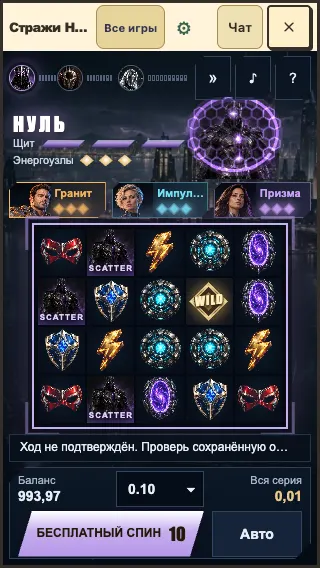 Стражи Н...
Все игры
Чат
НУЛЬ
Щит
Энергоузлы
Гранит
Импул...
Призма
SCATTER
SCATTER
WILD
SCATTER
Ход не подтверждён. Проверь сохранённую о...
Баланс
993,97
0.10
Вся серия
0,01
БЕСПЛАТНЫЙ СПИН 10
Авто